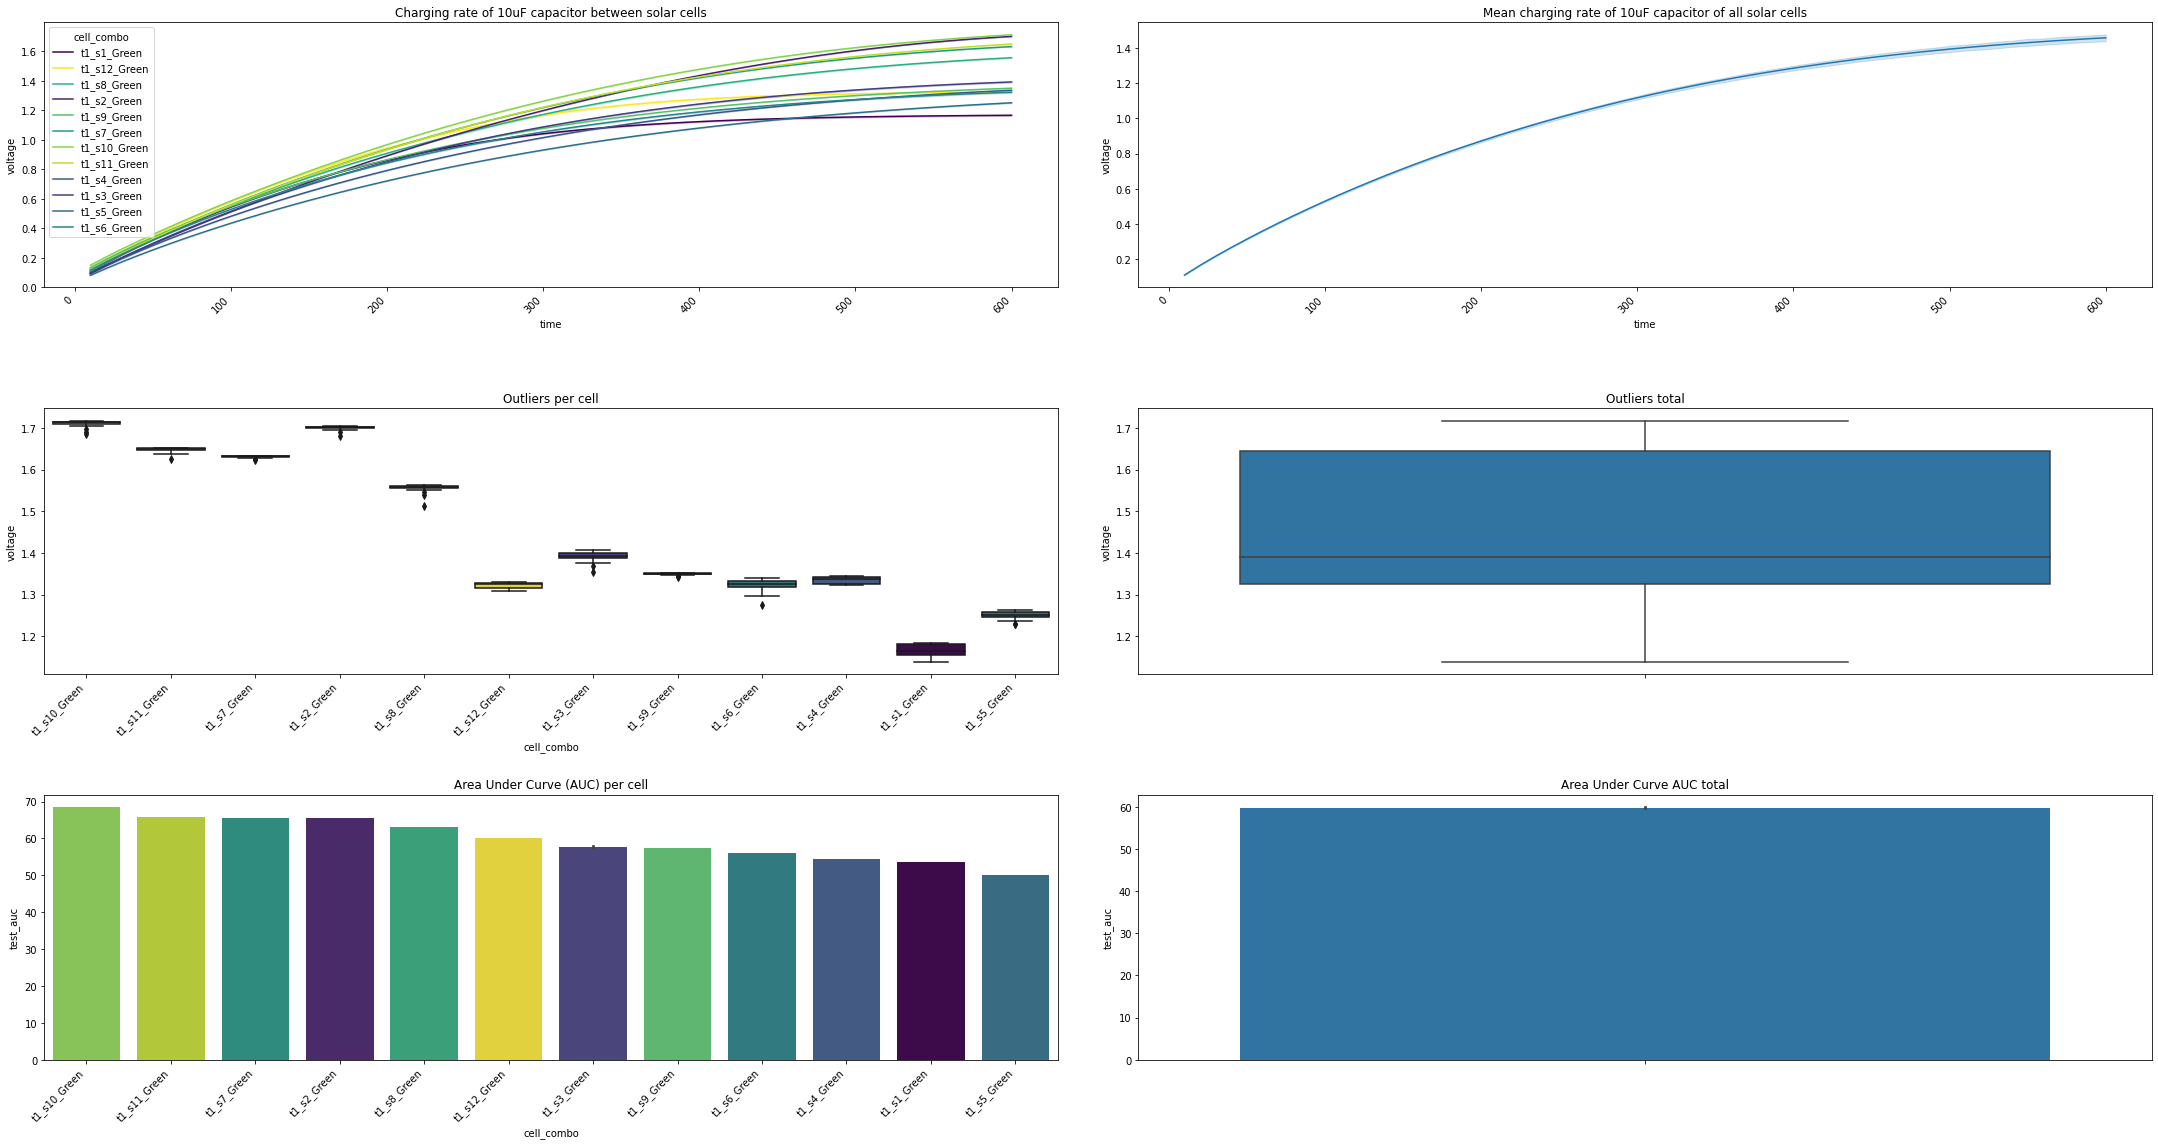 Charging rate of 10uF capacitor between solar cells
voltage
1.6
1.4
1.2
1.0
0.8
0.6
0.4
0.2
0.0
cell_combo
t1_s1_Green
t1_s12_Green
t1_s8_Green
t1_s2_Green
t1_s9_Green
t1_s7_Green
t1_s10_Green
t1_s11_Green
t1_s4_Green
t1_s3_Green
t1_s5_Green
t1_s6_Green
0 100 200 300 400 500 600
time
Mean charging rate of 10uF capacitor of all solar cells
voltage
1.4
1.2
1.0
0.8
0.6
0.4
0.2
0 100 200 300 400 500 600
time
Outliers per cell
voltage
1.7
1.6
1.5
1.4
1.3
1.2
t1_s10_Green t1_s11_Green t1_s7_Green t1_s2_Green t1_s8_Green t1_s12_Green t1_s3_Green t1_s9_Green t1_s6_Green t1_s4_Green t1_s1_Green t1_s5_Green
cell_combo
Outliers total
voltage
1.7
1.6
1.5
1.4
1.3
1.2
Area Under Curve (AUC) per cell
test_auc
70
60
50
40
30
20
10
0
t1_s10_Green t1_s11_Green t1_s7_Green t1_s2_Green t1_s8_Green t1_s12_Green t1_s3_Green t1_s9_Green t1_s6_Green t1_s4_Green t1_s1_Green t1_s5_Green
cell_combo
Area Under Curve AUC total
test_auc
60
50
40
30
20
10
0